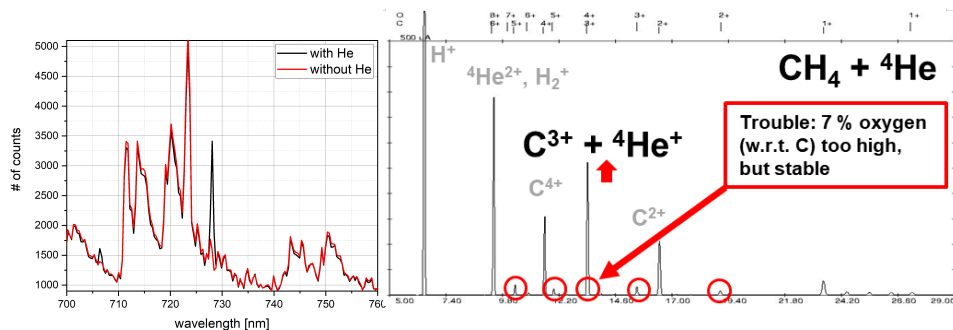 5000
4500
4000
3500
3000
2500
2000
1500
1000
# of counts
with He
without He
700 710 720 730 740 750 760
wavelength [nm]
O
C
8+ 7+ 6+ 5+ 4+ 3+ 2+ 1+
6+ 5+ 4+ 3+ 2+ 1+
500 µA
H⁺
⁴He²⁺, H₂⁺
CH₄ + ⁴He
Trouble: 7 % oxygen
(w.r.t. C) too high,
but stable
C³⁺ + ⁴He⁺
C⁴⁺
C²⁺
5.00 7.40 9.80 12.20 14.60 17.00 19.40 21.80 24.20 26.60 29.00